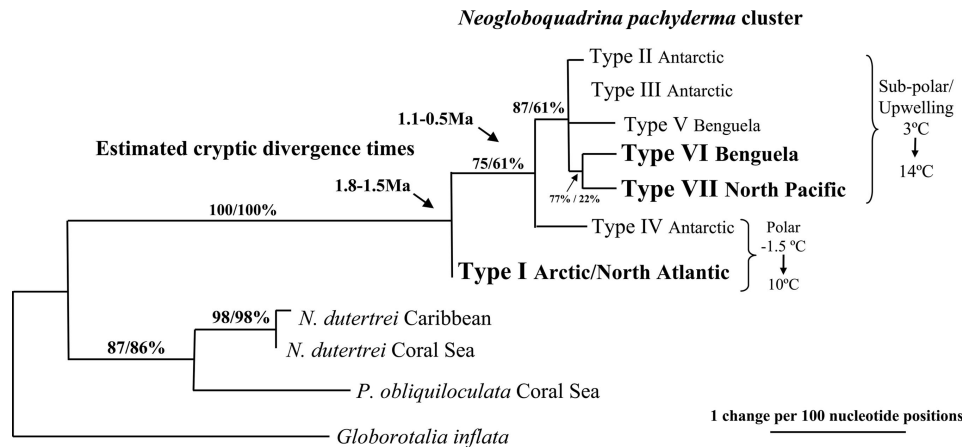 Neogloboquadrina pachyderma cluster
Type II Antarctic
Type III Antarctic
87/61%
1.1-0.5Ma
Type V Benguela
Sub-polar/
Upwelling
3ºC
14ºC
Estimated cryptic divergence times
75/61%
Type VI Benguela
1.8-1.5Ma
77% / 22%
Type VII North Pacific
100/100%
Type IV Antarctic
Polar
-1.5 ºC
10ºC
Type I Arctic/North Atlantic
98/98%
N. dutertrei Caribbean
87/86%
N. dutertrei Coral Sea
P. obliquiloculata Coral Sea
1 change per 100 nucleotide positions
Globorotalia inflata